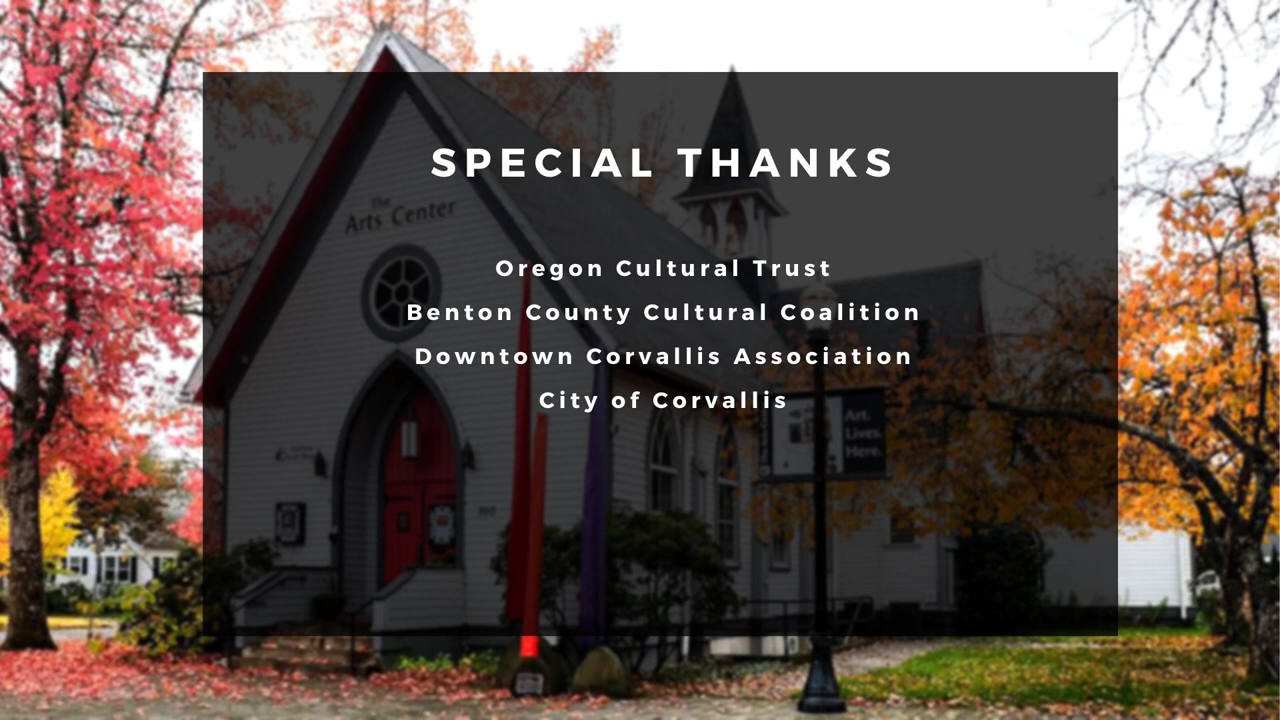 SPECIAL THANKS
The
Arts Center
Oregon Cultural Trust
Benton County Cultural Coalition
Downtown Corvallis Association
City of Corvallis
Art.
Lives.
Here.